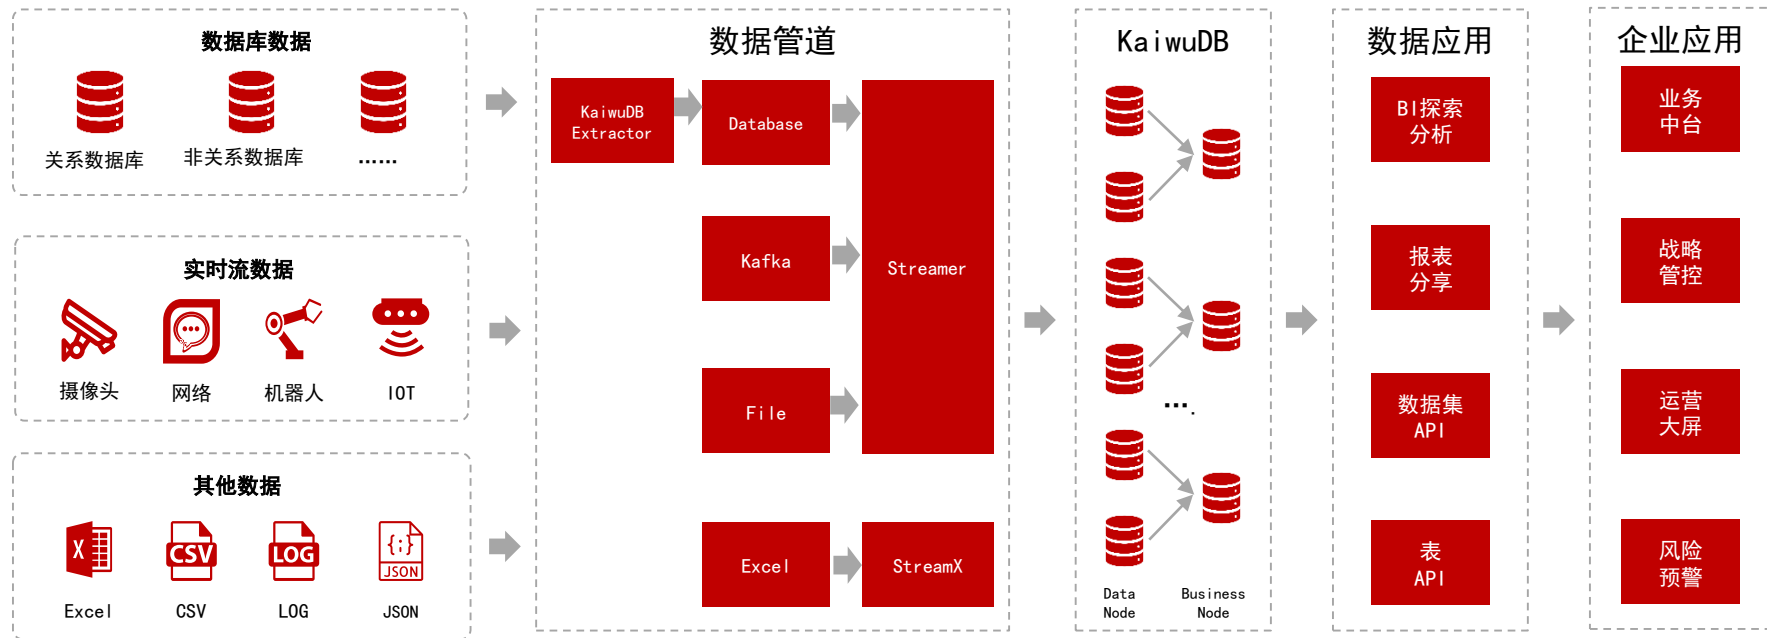 数据库数据
关系数据库
非关系数据库
……
实时流数据
摄像头
网络
机器人
IOT
其他数据
X
CSV
LOG
{;}
JSON
Excel
CSV
LOG
JSON
数据管道
KaiwuDB
Extractor
Database
Kafka
File
Streamer
Excel
StreamX
KaiwuDB
….
Data
Node
Business
Node
数据应用
BI探索
分析
报表
分享
数据集
API
表
API
企业应用
业务
中台
战略
管控
运营
大屏
风险
预警